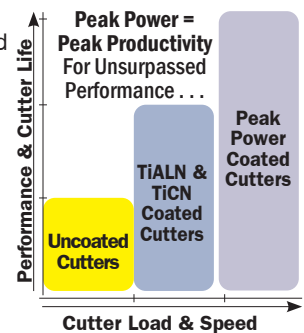 d
Peak Power =
Peak Productivity
For Unsurpassed
Performance . . .
Performance & Cutter Life
Uncoated
Cutters
TiALN &
TiCN
Coated
Cutters
Peak
Power
Coated
Cutters
Cutter Load & Speed